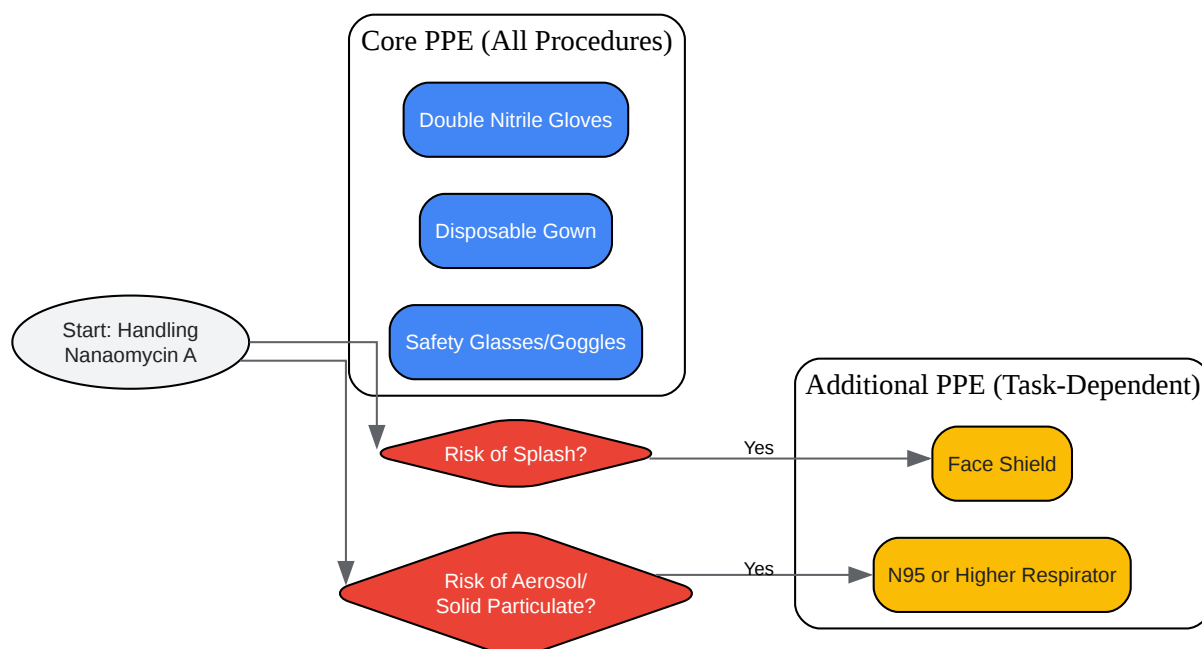 Core PPE (All Procedures)
Double Nitrile Gloves
Disposable Gown
Safety Glasses/Goggles
Start: Handling
Nanaomycin A
Additional PPE (Task-Dependent)
Risk of Splash?
Yes
Face Shield
Risk of Aerosol/
Solid Particulate?
Yes
N95 or Higher Respirator